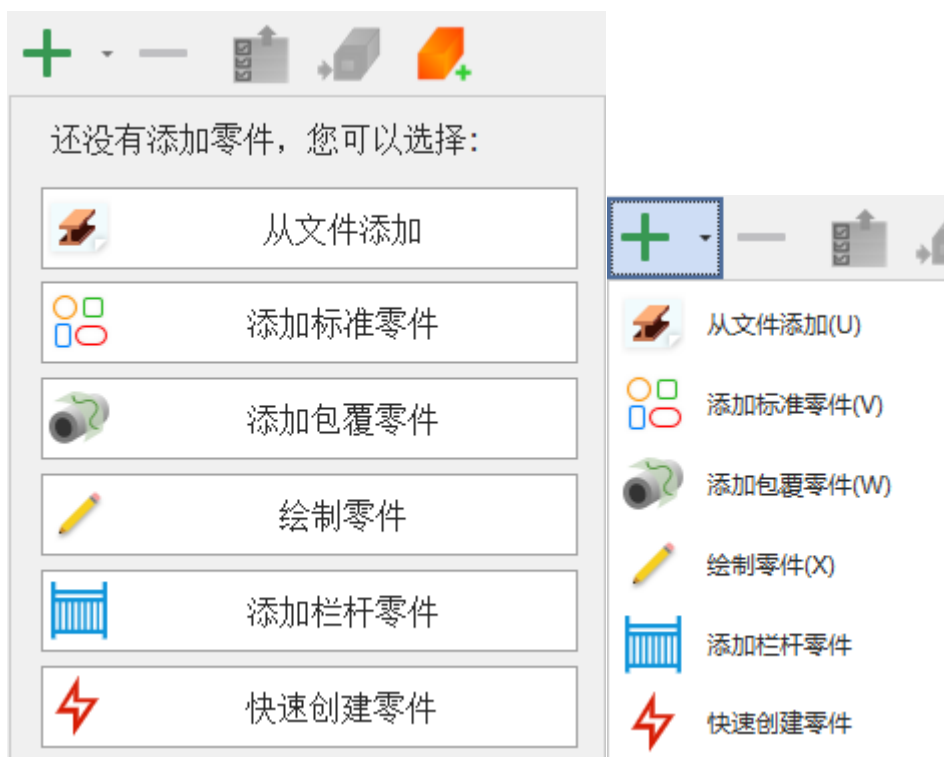 还没有添加零件，您可以选择:
从文件添加
添加标准零件
添加包覆零件
绘制零件
添加栏杆零件
快速创建零件
从文件添加(U)
添加标准零件(V)
添加包覆零件(W)
绘制零件(X)
添加栏杆零件
快速创建零件